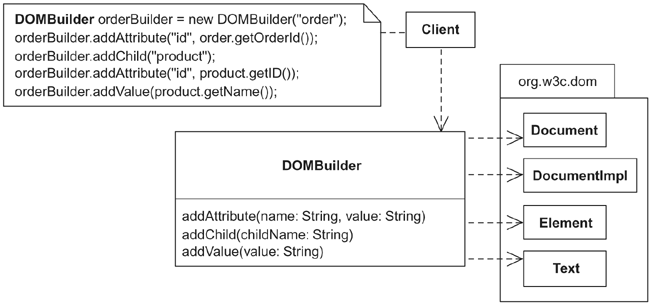 DOMBuilder orderBuilder = new DOMBuilder("order");
orderBuilder.addAttribute("id", order.getOrderId());
orderBuilder.addChild("product");
orderBuilder.addAttribute("id", product.getID());
orderBuilder.addValue(product.getName());
Client
org.w3c.dom
Document
DocumentImpl
Element
Text
DOMBuilder
addAttribute(name: String, value: String)
addChild(childName: String)
addValue(value: String)